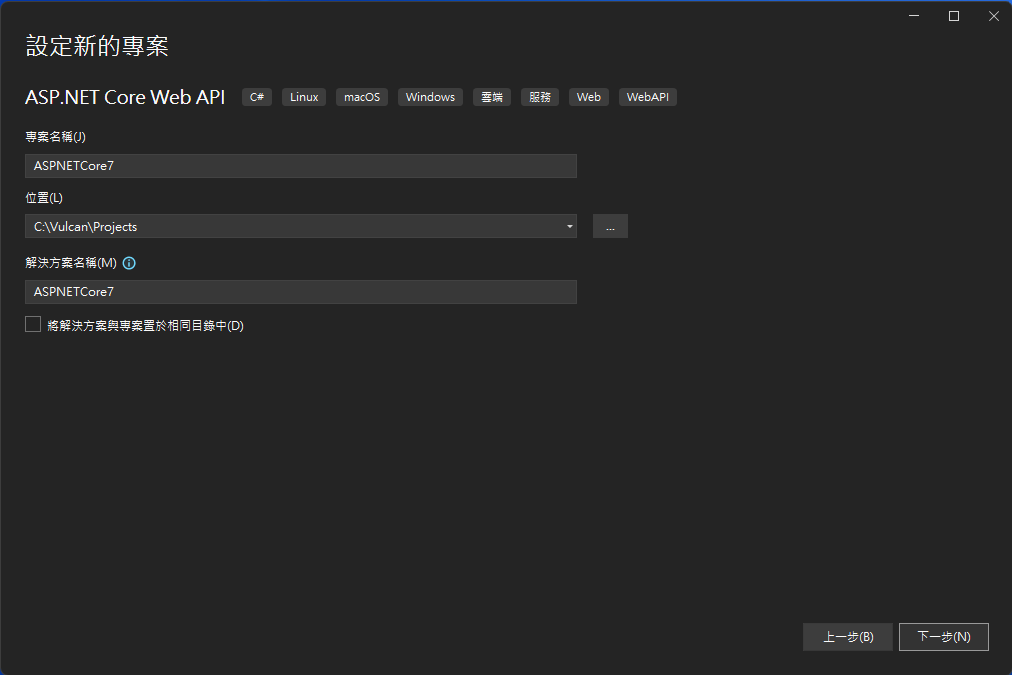 設定新的專案
ASP.NET Core Web API C# Linux macOS Windows 雲端 服務 Web WebAPI
專案名稱(J)
ASPNETCore7
位置(L)
C:\Vulcan\Projects ...
解決方案名稱(M)
ASPNETCore7
將解決方案與專案置於相同目錄中(D)
上一步(B) 下一步(N)